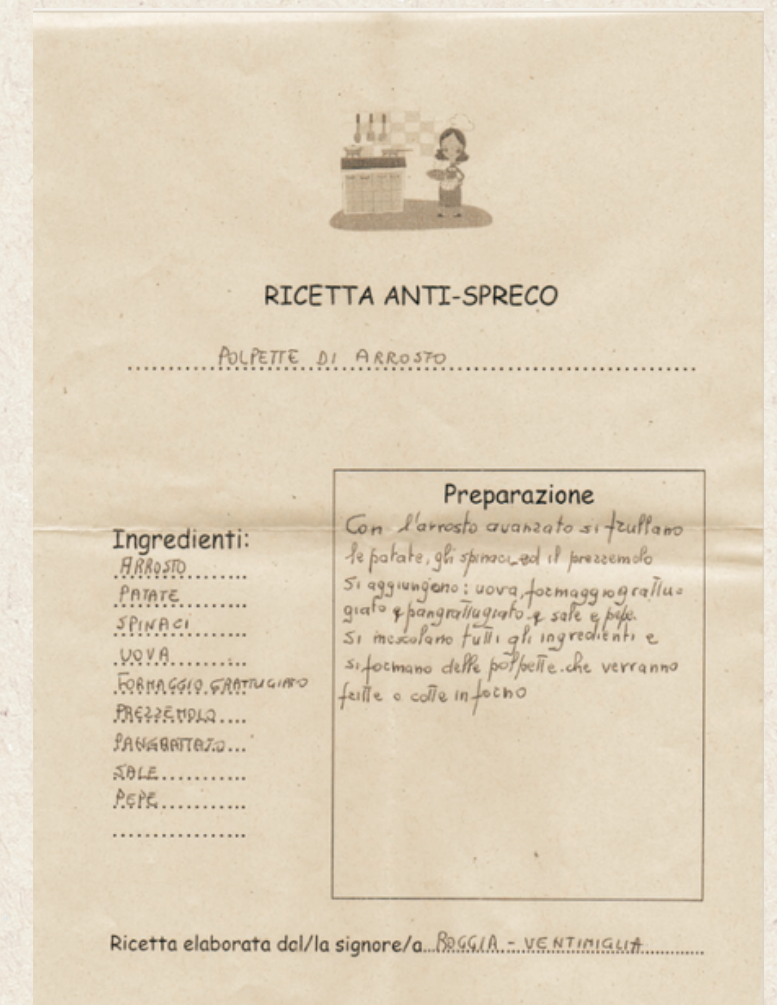 RICETTA ANTI-SPRECO
POLPETTE DI ARROSTO
Ingredienti:
ARROSTO
PATATE
SPINACI
UOVA
FORMAGGIO GRATTUGIATO
PREZZEMOLO
PANGRATTATO
SALE
PEPE
Preparazione
Con l'arrosto avanzato si frullano
le patate, gli spinaci ed il prezzemolo
Si aggiungono: uova, formaggio grattu=
giato e pangrattugiato e sale e pepe.
Si mescolano tutti gli ingredienti e
si formano delle polpette che verranno
fritte o cotte in forno
Ricetta elaborata dal/la signore/a ROGGIA - VENTIMIGLIA